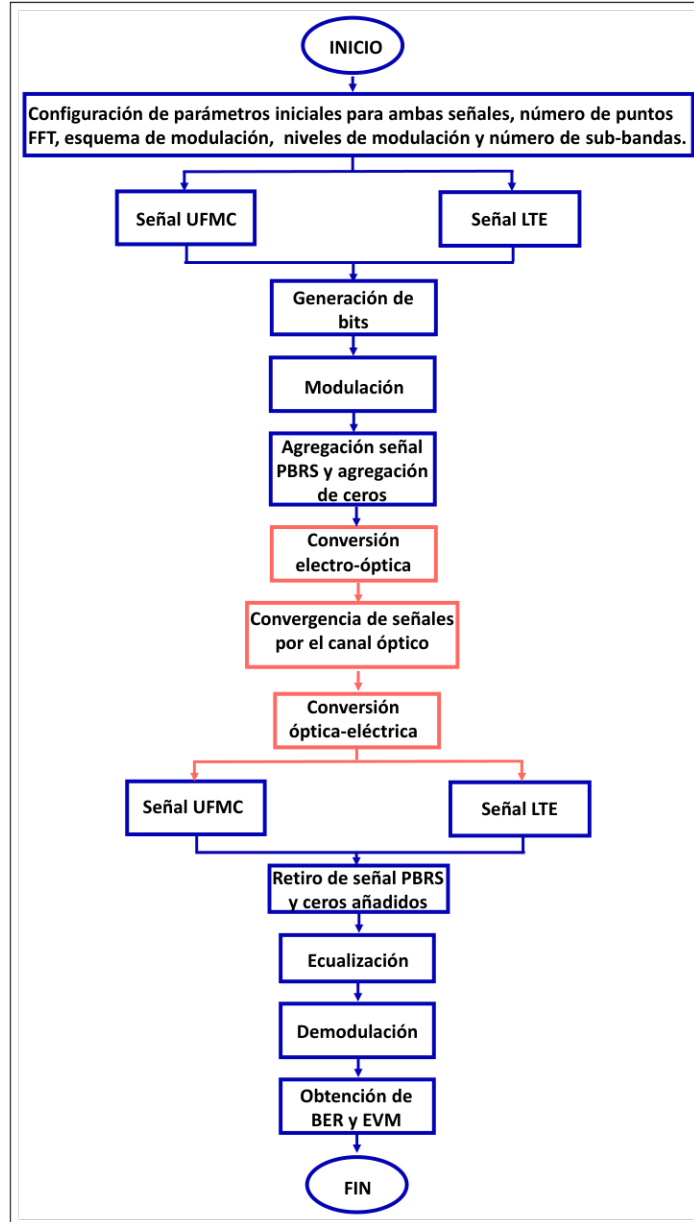 INICIO
Configuración de parámetros iniciales para ambas señales, número de puntos
FFT, esquema de modulación, niveles de modulación y número de sub-bandas.
Señal UFMC
Señal LTE
Generación de
bits
Modulación
Agregación señal
PBRS y agregación
de ceros
Conversión
electro-óptica
Convergencia de señales
por el canal óptico
Conversión
óptica-eléctrica
Señal UFMC
Señal LTE
Retiro de señal PBRS
y ceros añadidos
Ecualización
Demodulación
Obtención de
BER y EVM
FIN